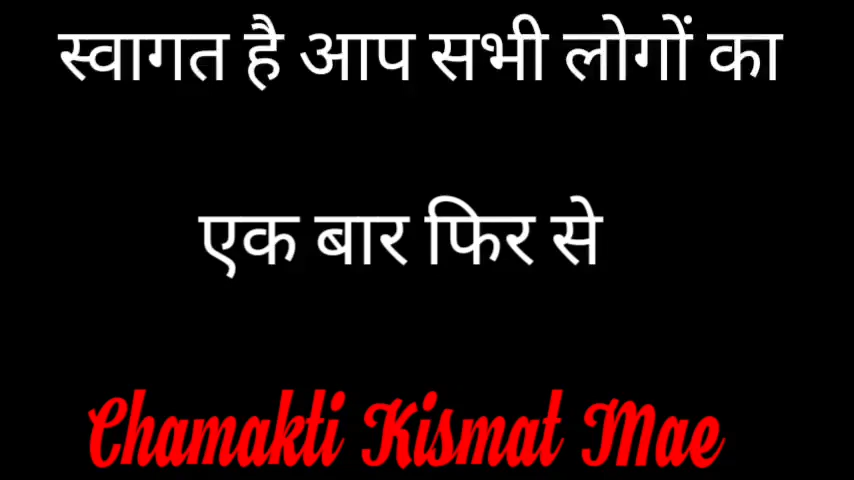 स्वागत है आप सभी लोगों का
एक बार फिर से
Chamakti Kismat Mae